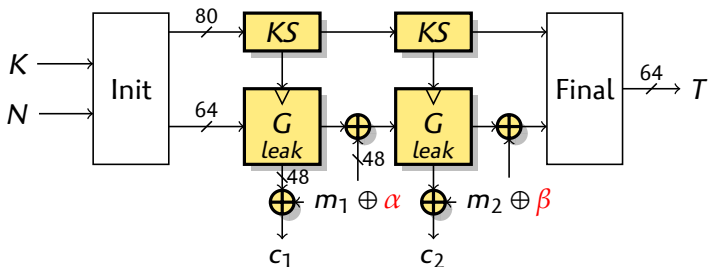 80
KS
KS
K
N
Init
64
G
leak
48
48
G
leak
Final
64
T
m₁ ⊕ α
m₂ ⊕ β
c₁
c₂